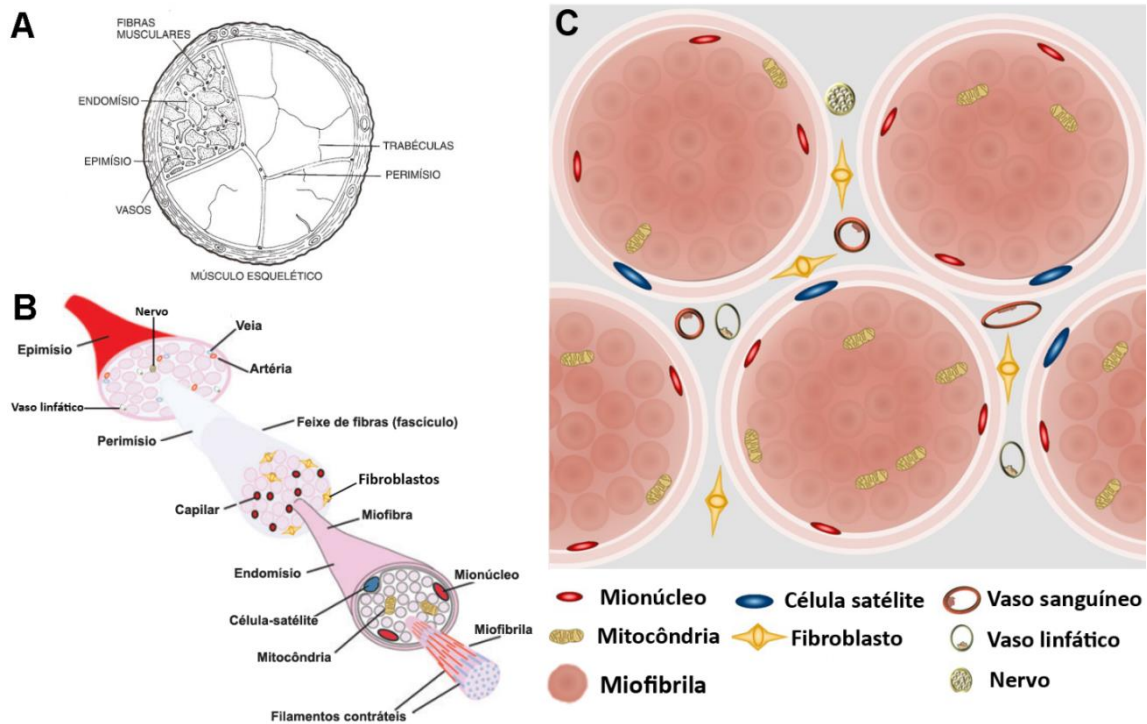 A
FIBRAS
MUSCULARES
ENDOMÍSIO
EPIMÍSIO
VASOS
TRABÉCULAS
PERIMÍSIO
MÚSCULO ESQUELÉTICO
B
Nervo
Veia
Epimísio
Artéria
Vaso linfático
Perimísio
Feixe de fibras (fascículo)
Fibroblastos
Capilar
Miofibra
Endomísio
Mionúcleo
Célula-satélite
Miofibrila
Mitocôndria
Filamentos contráteis
C
Mionúcleo
Célula satélite
Vaso sanguíneo
Mitocôndria
Fibroblasto
Vaso linfático
Miofibrila
Nervo